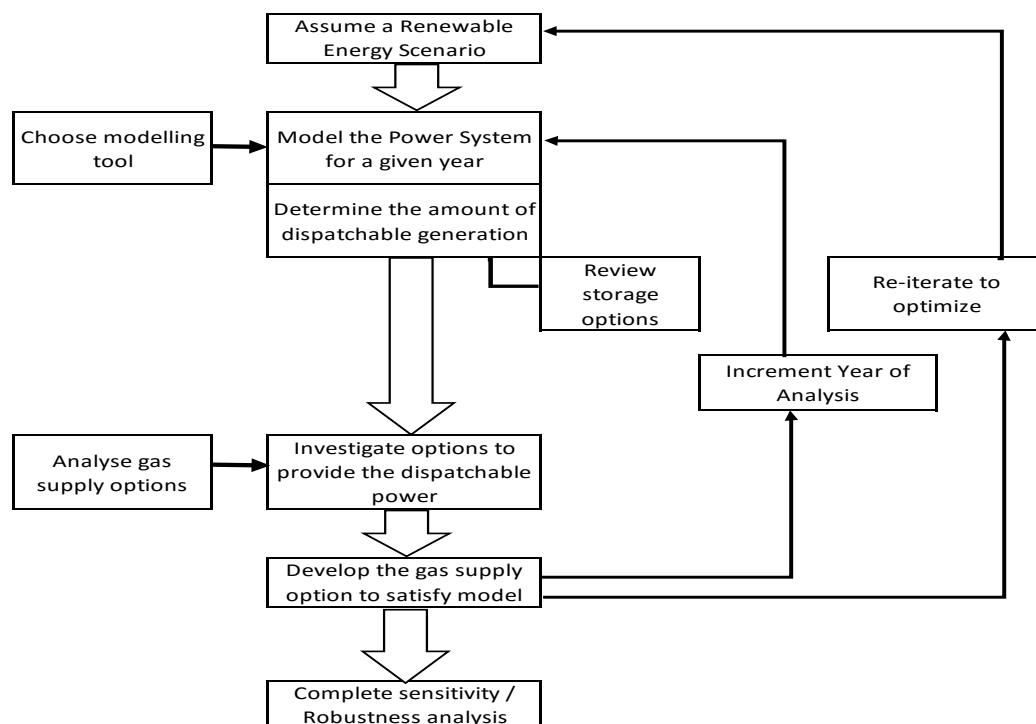 Assume a Renewable
Energy Scenario
Choose modelling
tool
Model the Power System
for a given year
Determine the amount of
dispatchable generation
Review
storage
options
Re-iterate to
optimize
Increment Year of
Analysis
Analyse gas
supply options
Investigate options to
provide the dispatchable
power
Develop the gas supply
option to satisfy model
Complete sensitivity /
Robustness analysis